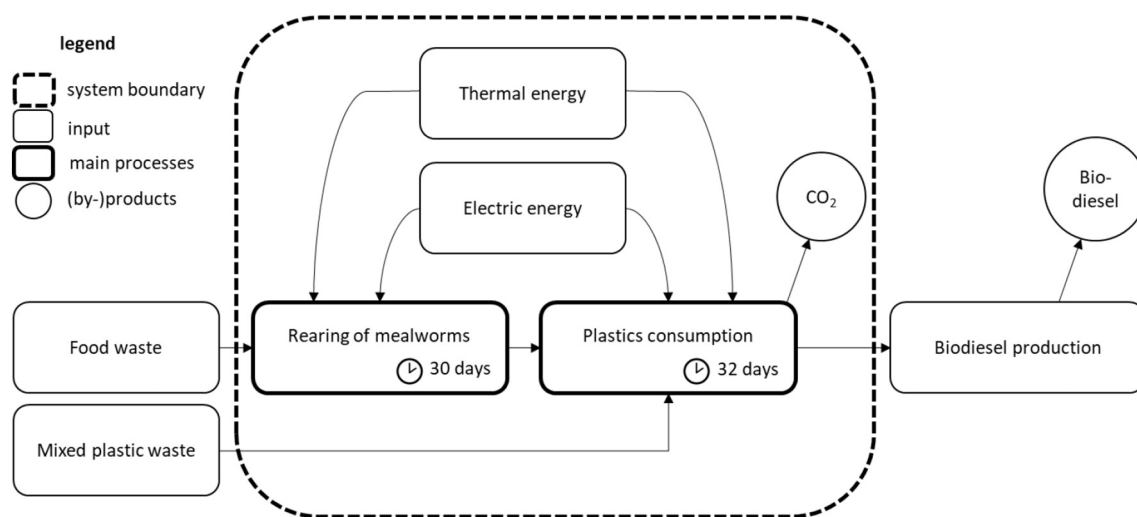 legend
system boundary
input
main processes
(by-)products
Thermal energy
Electric energy
CO₂
Bio-
diesel
Food waste
Rearing of mealworms
30 days
Plastics consumption
32 days
Biodiesel production
Mixed plastic waste